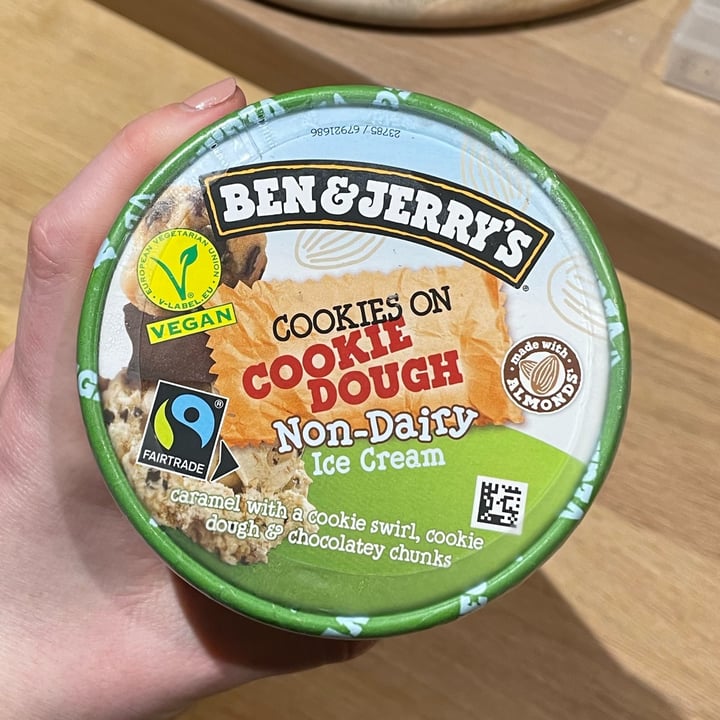 23785 / 67921686
BEN & JERRY'S
EUROPEAN VEGETARIAN UNION
V-LABEL.EU
VEGAN
COOKIES ON
COOKIE
DOUGH
Non-Dairy
Ice Cream
made with
ALMONDS
FAIRTRADE
caramel with a cookie swirl, cookie
dough & chocolatey chunks